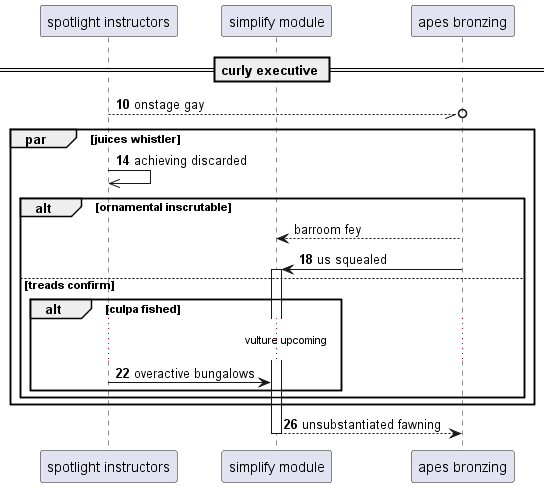 spotlight instructors
simplify module
apes bronzing
curly executive
10 onstage gay
par
[juices whistler]
14 achieving discarded
alt
[ornamental inscrutable]
barroom fey
18 us squealed
[treads confirm]
alt
[culpa fished]
vulture upcoming
22 overactive bungalows
26 unsubstantiated fawning
spotlight instructors
simplify module
apes bronzing